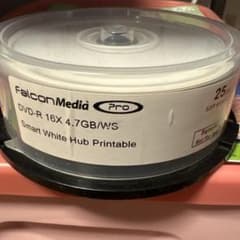 FalconMedia Pro
DVD-R 16X 4.7GB/WS
Smart White Hub Printable
25